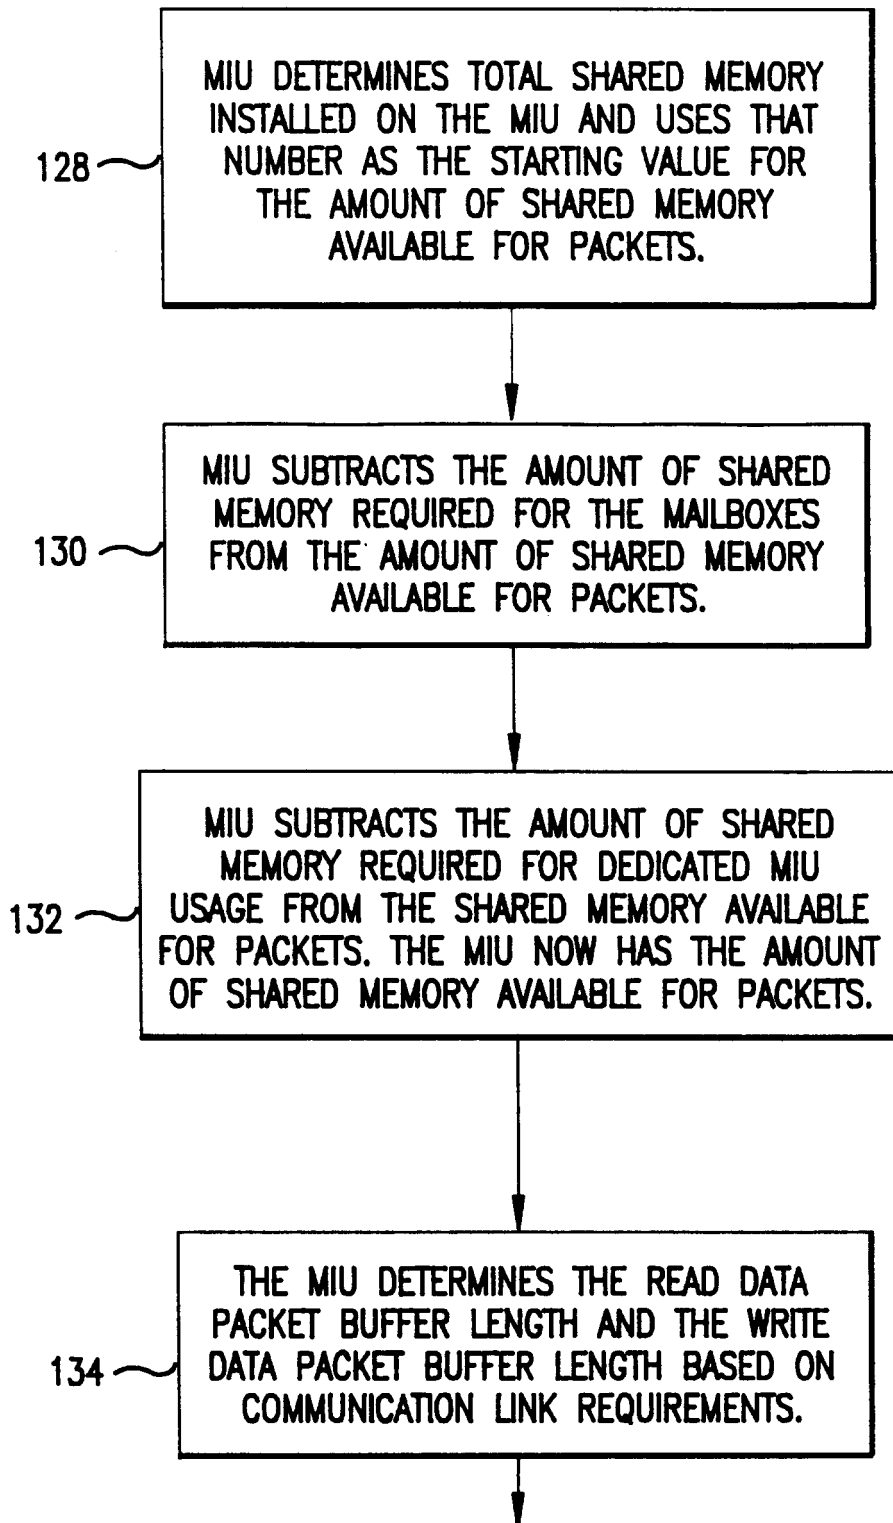 MIU DETERMINES TOTAL SHARED MEMORY
INSTALLED ON THE MIU AND USES THAT
NUMBER AS THE STARTING VALUE FOR
THE AMOUNT OF SHARED MEMORY
AVAILABLE FOR PACKETS.
128
MIU SUBTRACTS THE AMOUNT OF SHARED
MEMORY REQUIRED FOR THE MAILBOXES
FROM THE AMOUNT OF SHARED MEMORY
AVAILABLE FOR PACKETS.
130
MIU SUBTRACTS THE AMOUNT OF SHARED
MEMORY REQUIRED FOR DEDICATED MIU
USAGE FROM THE SHARED MEMORY AVAILABLE
FOR PACKETS. THE MIU NOW HAS THE AMOUNT
OF SHARED MEMORY AVAILABLE FOR PACKETS.
132
THE MIU DETERMINES THE READ DATA
PACKET BUFFER LENGTH AND THE WRITE
DATA PACKET BUFFER LENGTH BASED ON
COMMUNICATION LINK REQUIREMENTS.
134